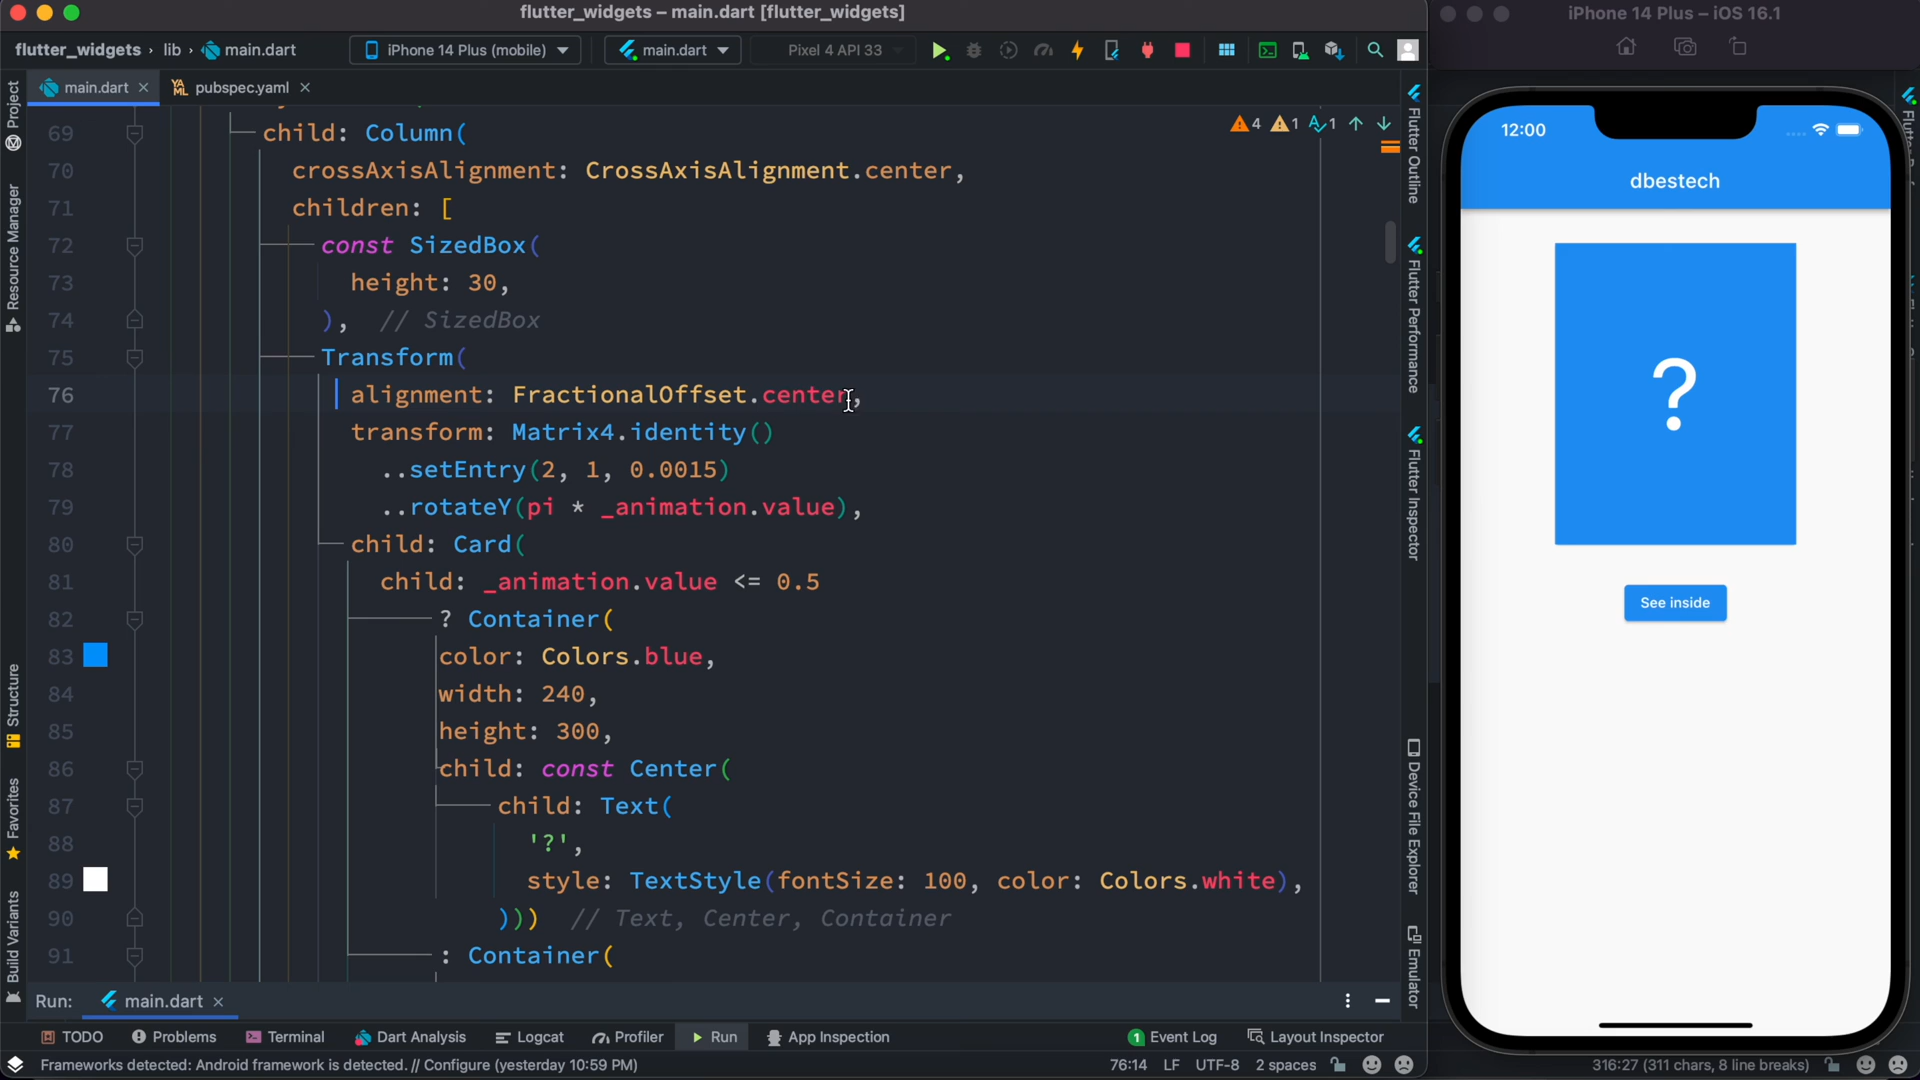 flutter_widgets – main.dart [flutter_widgets]
iPhone 14 Plus – iOS 16.1
flutter_widgets › lib › main.dart
iPhone 14 Plus (mobile)
main.dart
Pixel 4 API 33
main.dart
pubspec.yaml
Project
Resource Manager
Structure
Favorites
Build Variants
69 child: Column(
70 crossAxisAlignment: CrossAxisAlignment.center,
71 children: [
72 const SizedBox(
73 height: 30,
74 ), // SizedBox
75 Transform(
76 alignment: FractionalOffset.center,
77 transform: Matrix4.identity()
78 ..setEntry(2, 1, 0.0015)
79 ..rotateY(pi * _animation.value),
80 child: Card(
81 child: _animation.value <= 0.5
82 ? Container(
83 color: Colors.blue,
84 width: 240,
85 height: 300,
86 child: const Center(
87 child: Text(
88 '?',
89 style: TextStyle(fontSize: 100, color: Colors.white),
90 ))) // Text, Center, Container
91 : Container(
4 1 1
Flutter Outline
Flutter Performance
Flutter Inspector
Device File Explorer
Emulator
12:00
dbestech
?
See inside
Run: main.dart
TODO Problems Terminal Dart Analysis Logcat Profiler Run App Inspection
1 Event Log Layout Inspector
Frameworks detected: Android framework is detected. // Configure (yesterday 10:59 PM)
76:14 LF UTF-8 2 spaces
316:27 (311 chars, 8 line breaks)